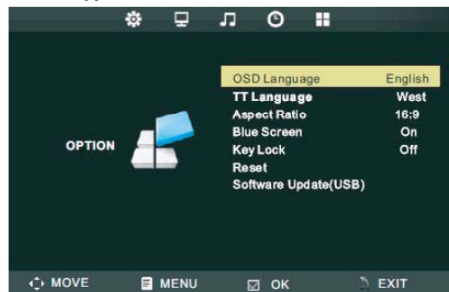 OPTION
OSD Language English
TT Language West
Aspect Ratio 16:9
Blue Screen On
Key Lock Off
Reset
Software Update(USB)
MOVE MENU OK EXIT